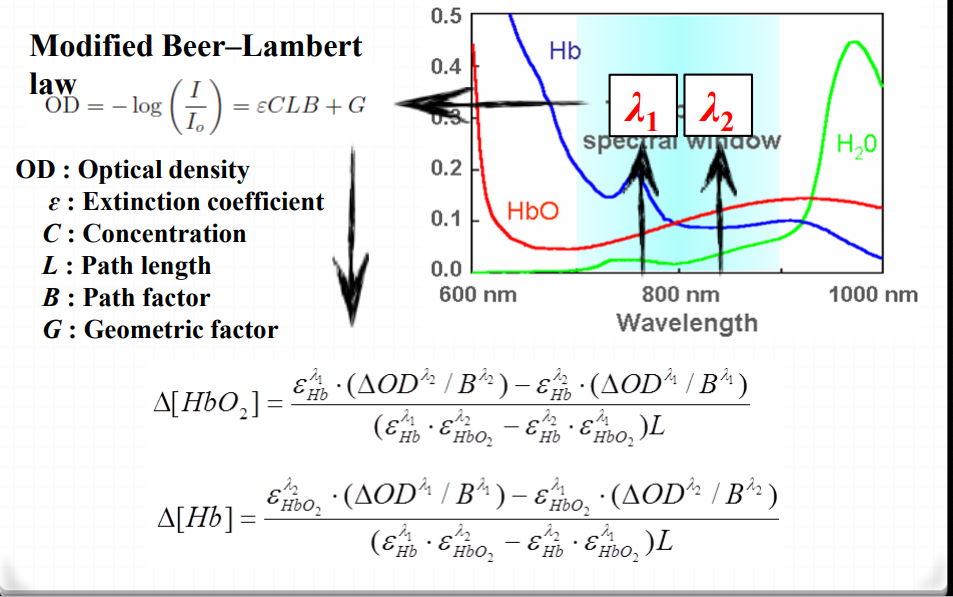 Modified Beer–Lambert
law
OD = − log (I / I_o) = εCLB + G
OD : Optical density
ε : Extinction coefficient
C : Concentration
L : Path length
B : Path factor
G : Geometric factor
0.5
0.4
0.3
0.2
0.1
0.0
Hb
λ₁ λ₂
spectral window
HbO
H₂0
600 nm 800 nm 1000 nm
Wavelength
Δ[HbO₂] = (ε_Hb^λ₁ · (ΔOD^λ₂ / B^λ₂) − ε_Hb^λ₂ · (ΔOD^λ₁ / B^λ₁)) / ((ε_Hb^λ₁ · ε_HbO₂^λ₂ − ε_Hb^λ₂ · ε_HbO₂^λ₁)L)
Δ[Hb] = (ε_HbO₂^λ₂ · (ΔOD^λ₁ / B^λ₁) − ε_HbO₂^λ₁ · (ΔOD^λ₂ / B^λ₂)) / ((ε_Hb^λ₁ · ε_HbO₂^λ₂ − ε_Hb^λ₂ · ε_HbO₂^λ₁)L)